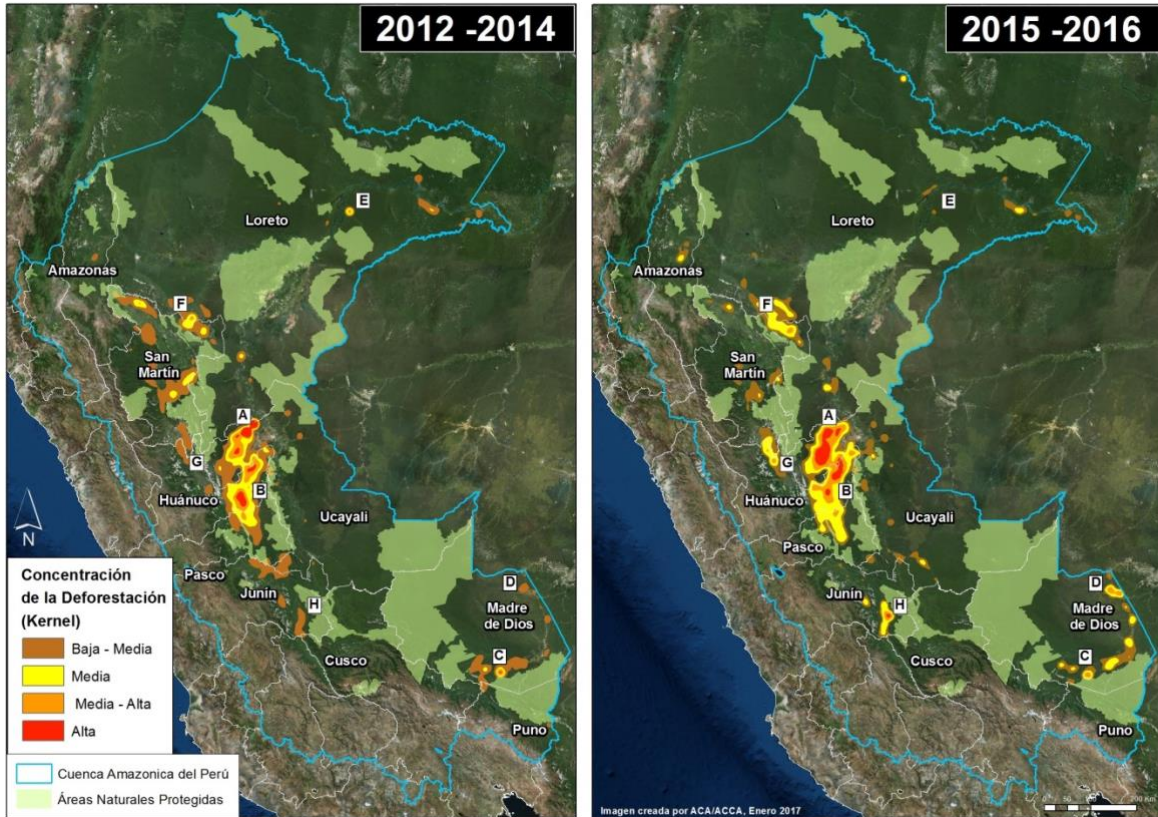 2012 -2014
Loreto
E
Amazonas
F
San
Martín
A
G
B
Huánuco
Ucayali
N
Pasco
Junín
H
D
Madre
de Dios
C
Cusco
Puno
Concentración
de la Deforestación
(Kernel)
Baja - Media
Media
Media - Alta
Alta
Cuenca Amazonica del Perú
Áreas Naturales Protegidas
2015 -2016
Loreto
E
Amazonas
F
San
Martín
A
G
B
Huánuco
Ucayali
Pasco
Junín
H
D
Madre
de Dios
C
Cusco
Puno
Imagen creada por ACA/ACCA, Enero 2017
200 Km